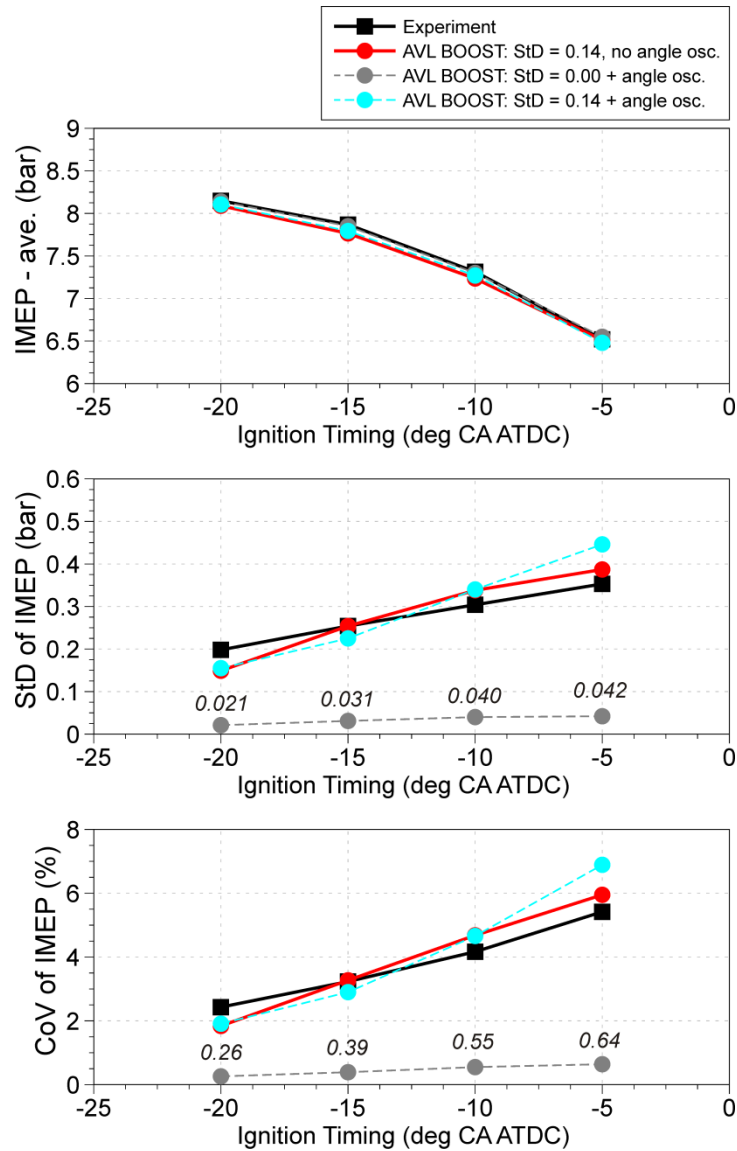 Experiment
AVL BOOST: StD = 0.14, no angle osc.
AVL BOOST: StD = 0.00 + angle osc.
AVL BOOST: StD = 0.14 + angle osc.
IMEP - ave. (bar)
9
8.5
8
7.5
7
6.5
6
-25 -20 -15 -10 -5 0
Ignition Timing (deg CA ATDC)
StD of IMEP (bar)
0.6
0.5
0.4
0.3
0.2
0.1
0
0.021 0.031 0.040 0.042
-25 -20 -15 -10 -5 0
Ignition Timing (deg CA ATDC)
CoV of IMEP (%)
8
6
4
2
0
0.26 0.39 0.55 0.64
-25 -20 -15 -10 -5 0
Ignition Timing (deg CA ATDC)